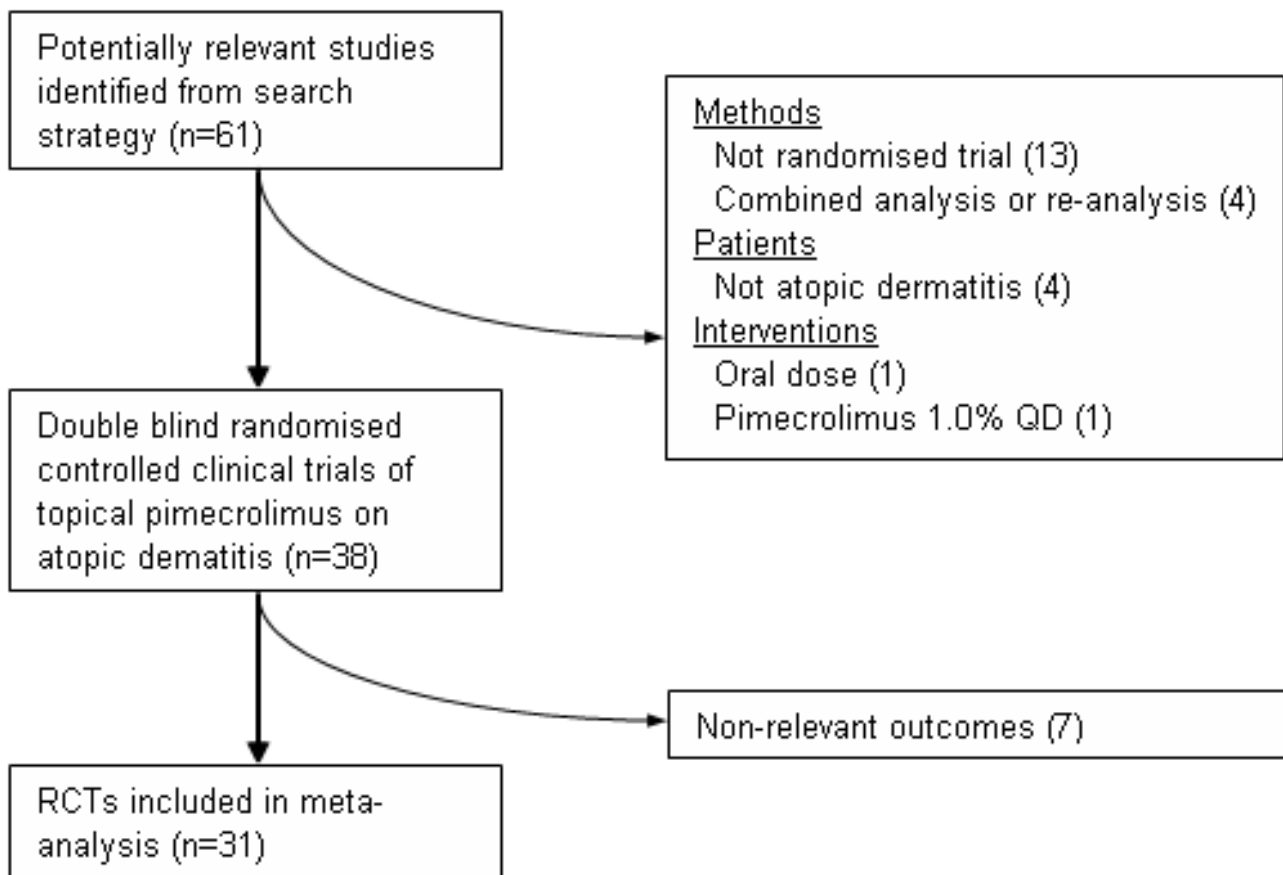 Potentially relevant studies
identified from search
strategy (n=61)
Methods
Not randomised trial (13)
Combined analysis or re-analysis (4)
Patients
Not atopic dermatitis (4)
Interventions
Oral dose (1)
Pimecrolimus 1.0% QD (1)
Double blind randomised
controlled clinical trials of
topical pimecrolimus on
atopic dematitis (n=38)
Non-relevant outcomes (7)
RCTs included in meta-
analysis (n=31)